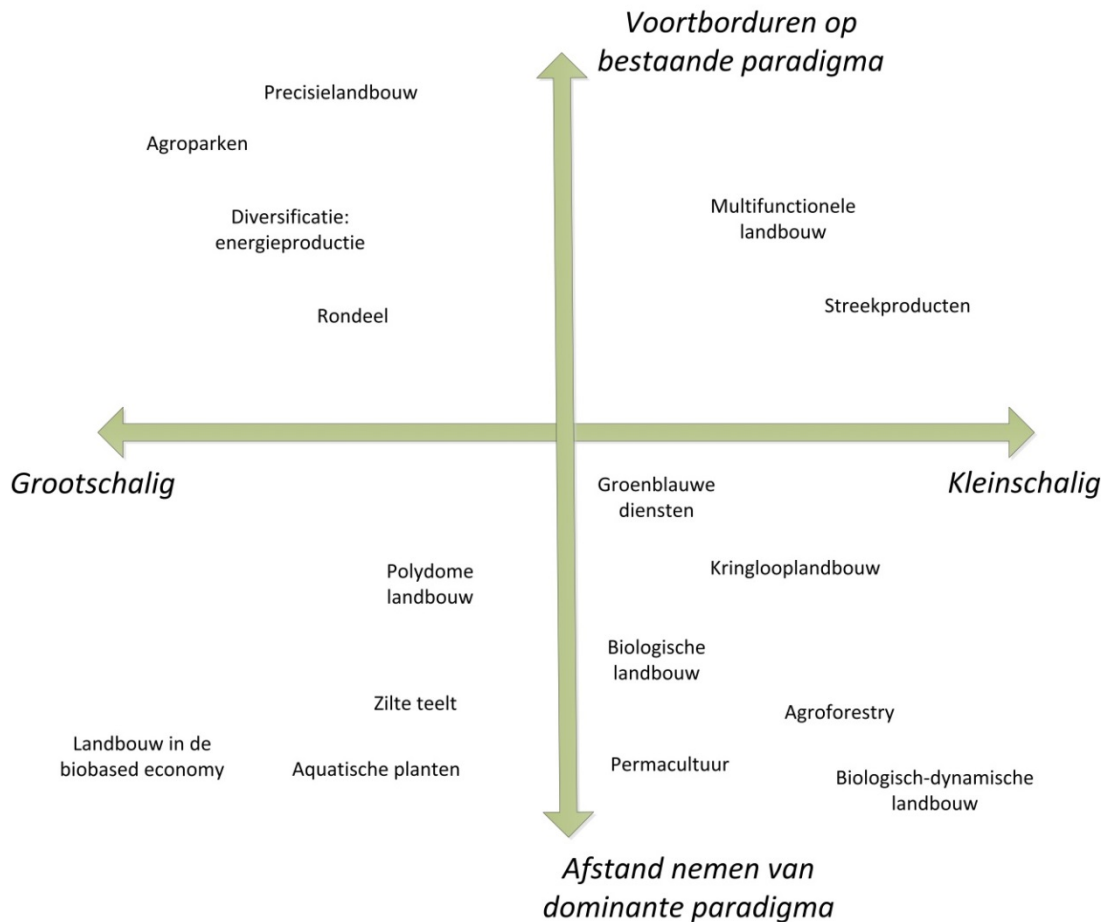 Voortborduren op
bestaande paradigma
Precisielandbouw
Agroparken
Diversificatie:
energieproductie
Multifunctionele
landbouw
Rondeel
Streekproducten
Grootschalig
Kleinschalig
Groenblauwe
diensten
Polydome
landbouw
Kringlooplandbouw
Biologische
landbouw
Zilte teelt
Agroforestry
Landbouw in de
biobased economy
Aquatische planten
Permacultuur
Biologisch-dynamische
landbouw
Afstand nemen van
dominante paradigma